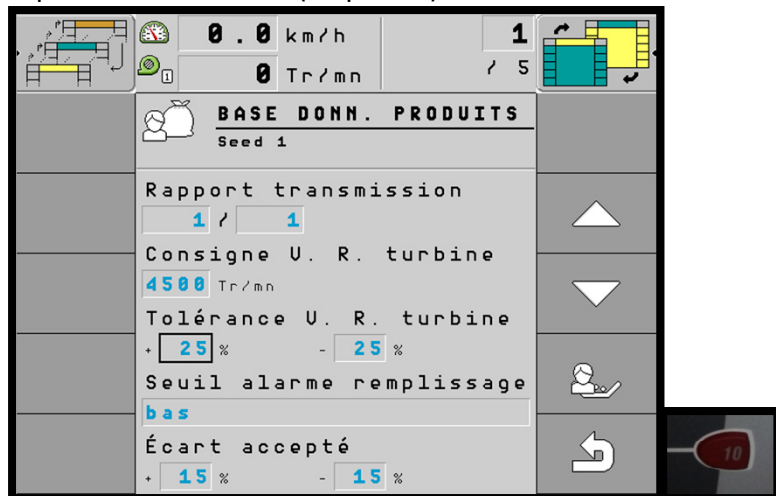 0.0 km/h
1
0 Tr/mn
/ 5
1
BASE DONN. PRODUITS
Seed 1
Rapport transmission
1 / 1
Consigne V. R. turbine
4500 Tr/mn
Tolérance V. R. turbine
+ 25 % - 25 %
Seuil alarme remplissage
bas
Écart accepté
+ 15 % - 15 %
10